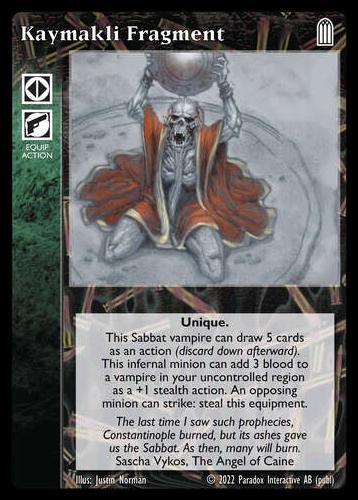 Kaymakli Fragment
EQUIP
ACTION
Unique.
This Sabbat vampire can draw 5 cards
as an action (discard down afterward).
This infernal minion can add 3 blood to
a vampire in your uncontrolled region
as a +1 stealth action. An opposing
minion can strike: steal this equipment.
The last time I saw such prophecies,
Constantinople burned, but its ashes gave
us the Sabbat. As then, many will burn.
Sascha Vykos, The Angel of Caine
Illus: Justin Norman © 2022 Paradox Interactive AB (publ)